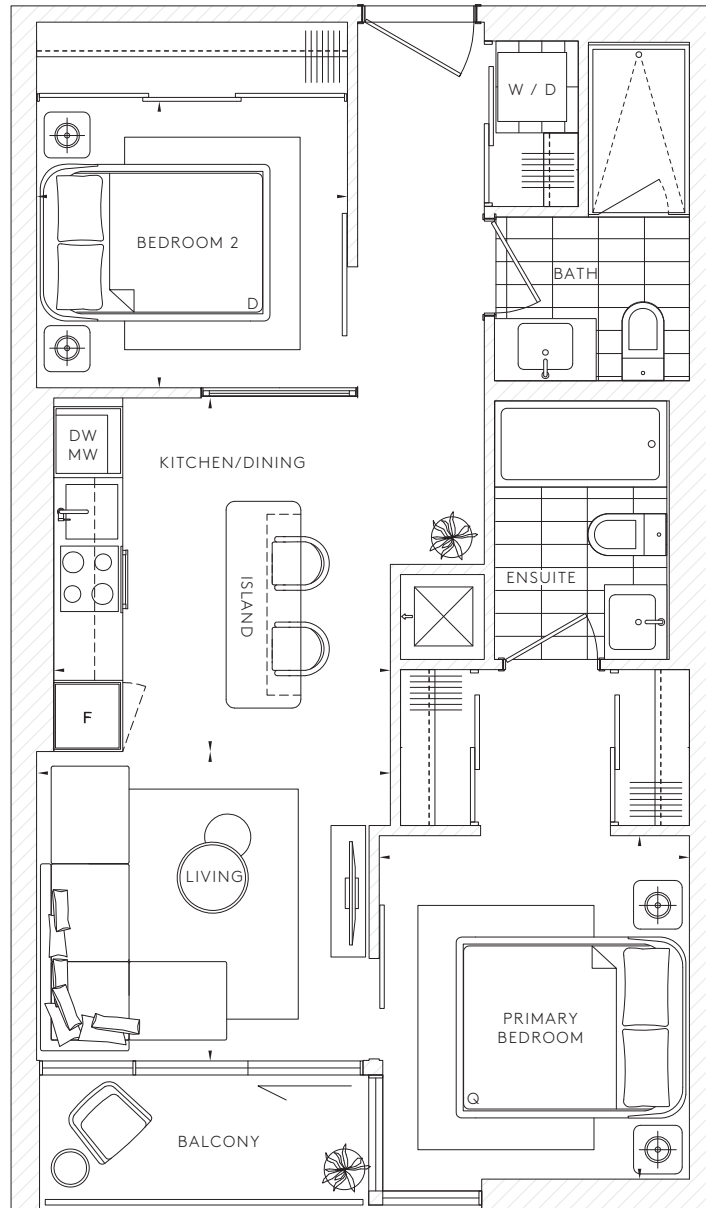 W / D
BEDROOM 2
D
BATH
DW
MW
KITCHEN/DINING
ISLAND
ENSUITE
F
LIVING
PRIMARY
BEDROOM
Q
BALCONY